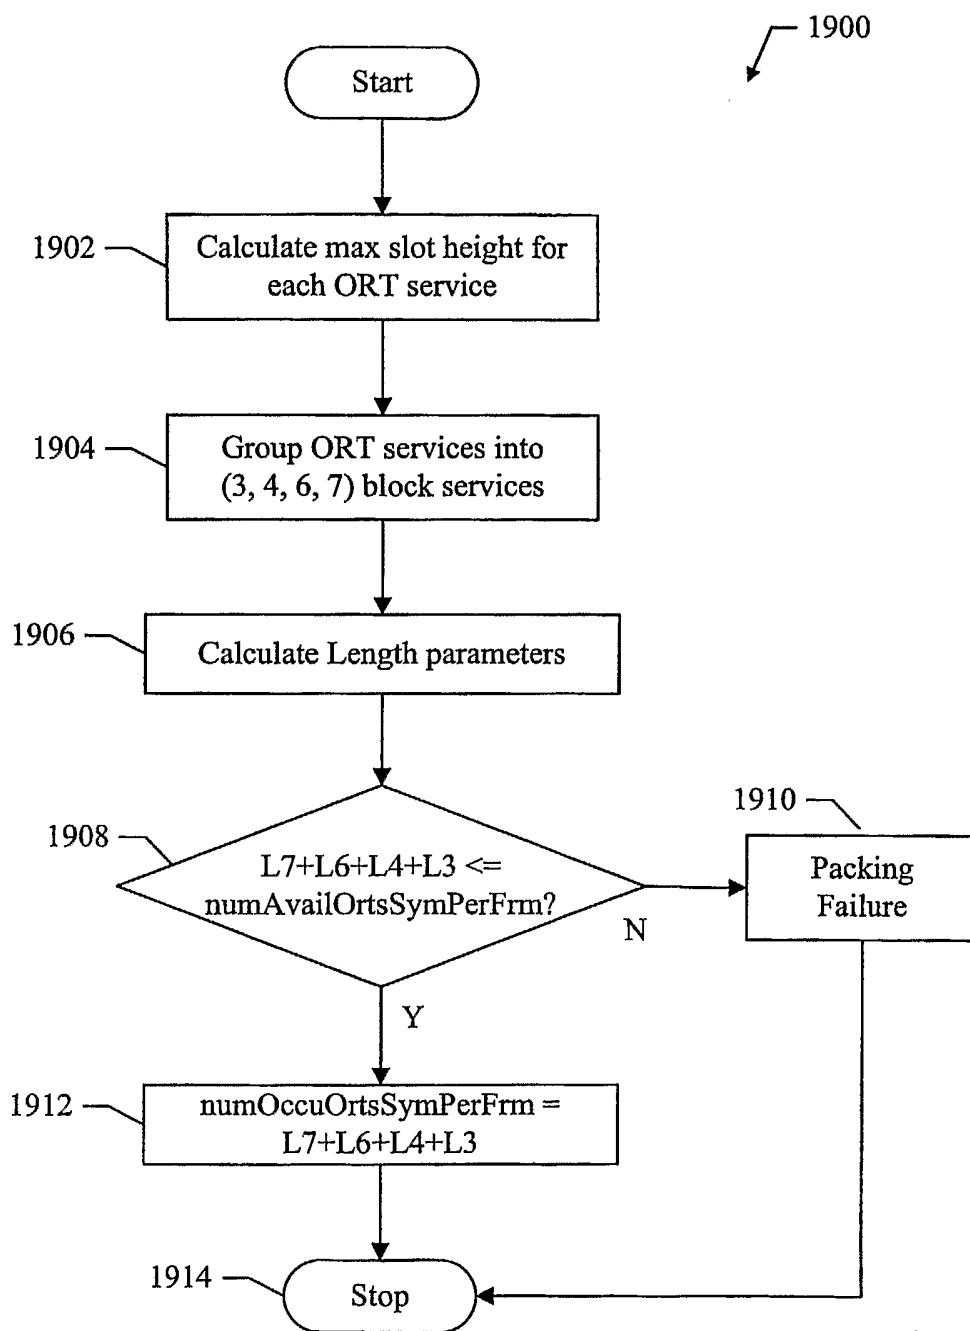 1900
Start
1902
Calculate max slot height for
each ORT service
1904
Group ORT services into
(3, 4, 6, 7) block services
1906
Calculate Length parameters
1908
L7+L6+L4+L3 <=
numAvailOrtsSymPerFrm?
N
1910
Packing
Failure
Y
1912
numOccuOrtsSymPerFrm =
L7+L6+L4+L3
1914
Stop